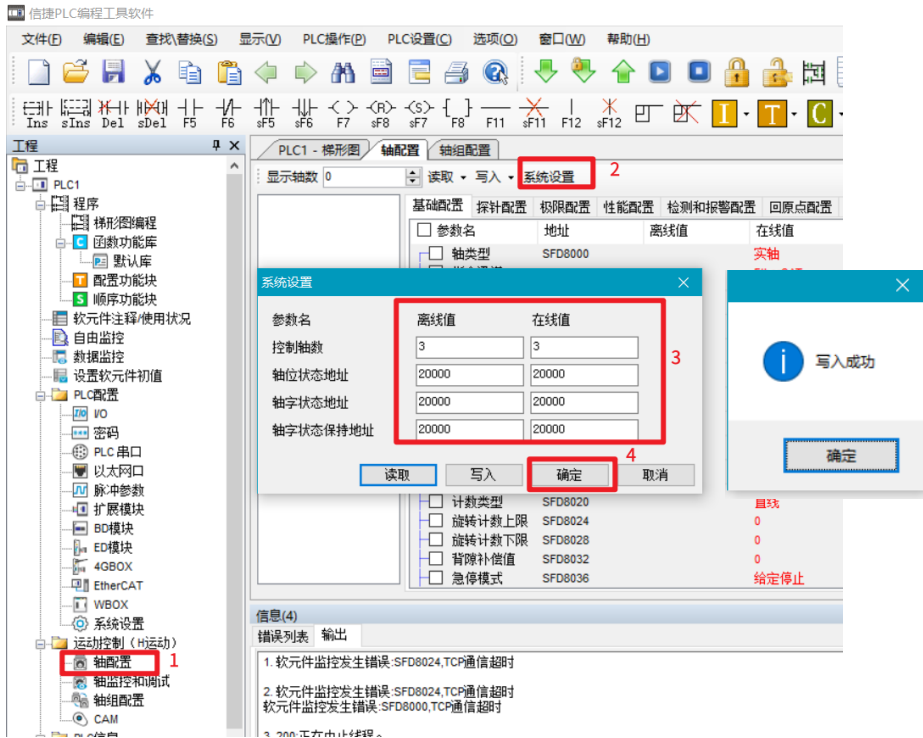 信捷PLC编程工具软件
文件(F) 编辑(E) 查找\替换(S) 显示(V) PLC操作(P) PLC设置(C) 选项(O) 窗口(W) 帮助(H)
Ins sIns Del sDel F5 F6 sF5 sF6 F7 sF8 sF7 F8 F11 sF11 F12 sF12 I T C
工程
PLC1 - 梯形图 轴配置 轴组配置
显示轴数 0 读取 写入 系统设置 2
工程
PLC1
程序
梯形图编程
函数功能库
默认库
配置功能块
顺序功能块
软元件注释/使用状况
自由监控
数据监控
设置软元件初值
PLC配置
I/O
密码
PLC 串口
以太网口
脉冲参数
扩展模块
BD模块
ED模块
4GBOX
EtherCAT
WBOX
系统设置
运动控制（H运动）
轴配置 1
轴监控和调试
轴组配置
CAM
PLC信息
基础配置 探针配置 极限配置 性能配置 检测和报警配置 回原点配置
参数名 地址 离线值 在线值
轴类型 SFD8000 实轴
系统设置
参数名 离线值 在线值
控制轴数 3 3
轴位状态地址 20000 20000
轴字状态地址 20000 20000
轴字状态保持地址 20000 20000
3
4
读取 写入 确定 取消
写入成功
确定
计数类型 SFD8020 直线
旋转计数上限 SFD8024 0
旋转计数下限 SFD8028 0
背隙补偿值 SFD8032 0
急停模式 SFD8036 给定停止
信息(4)
错误列表 输出
1. 软元件监控发生错误:SFD8024,TCP通信超时
2. 软元件监控发生错误:SFD8024,TCP通信超时
软元件监控发生错误:SFD8000,TCP通信超时
3. 200:正在中止线程。